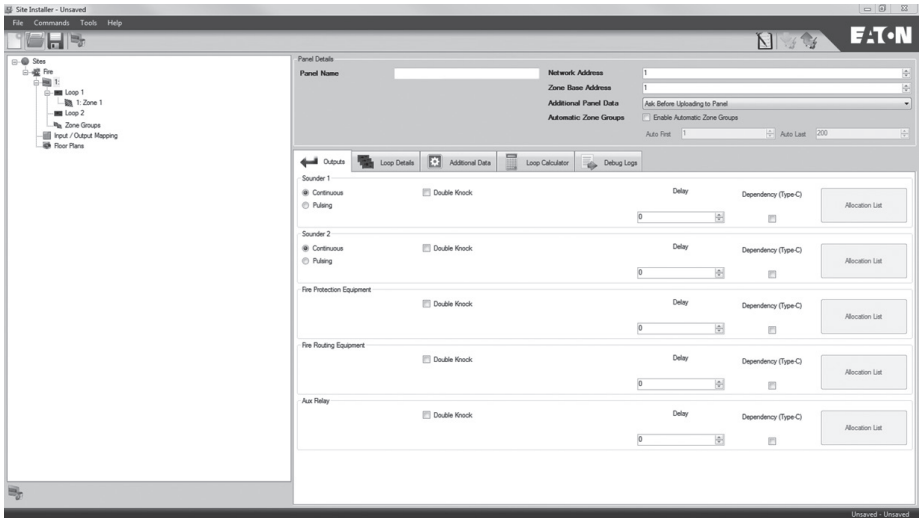 Site Installer - Unsaved
File Commands Tools Help
EATON
Sites
Fire
1:
Loop 1
1: Zone 1
Loop 2
Zone Groups
Input / Output Mapping
Floor Plans
Panel Details
Panel Name
Network Address 1
Zone Base Address 1
Additional Panel Data Ask Before Uploading to Panel
Automatic Zone Groups Enable Automatic Zone Groups
Auto First 1 Auto Last 200
Outputs Loop Details Additional Data Loop Calculator Debug Logs
Sounder 1
Continuous Double Knock Delay Dependency (Type-C) Allocation List
Pulsing
0
Sounder 2
Continuous Double Knock Delay Dependency (Type-C) Allocation List
Pulsing
0
Fire Protection Equipment
Double Knock Delay Dependency (Type-C) Allocation List
0
Fire Routing Equipment
Double Knock Delay Dependency (Type-C) Allocation List
0
Aux Relay
Double Knock Delay Dependency (Type-C) Allocation List
0
Unsaved - Unsaved